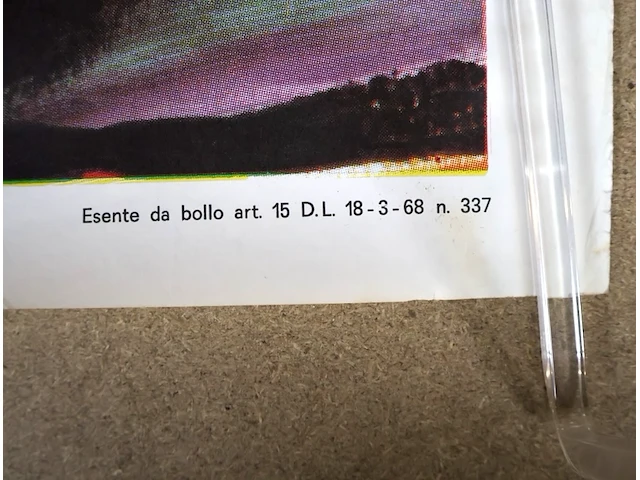 Esente da bollo art. 15 D.L. 18-3-68 n. 337